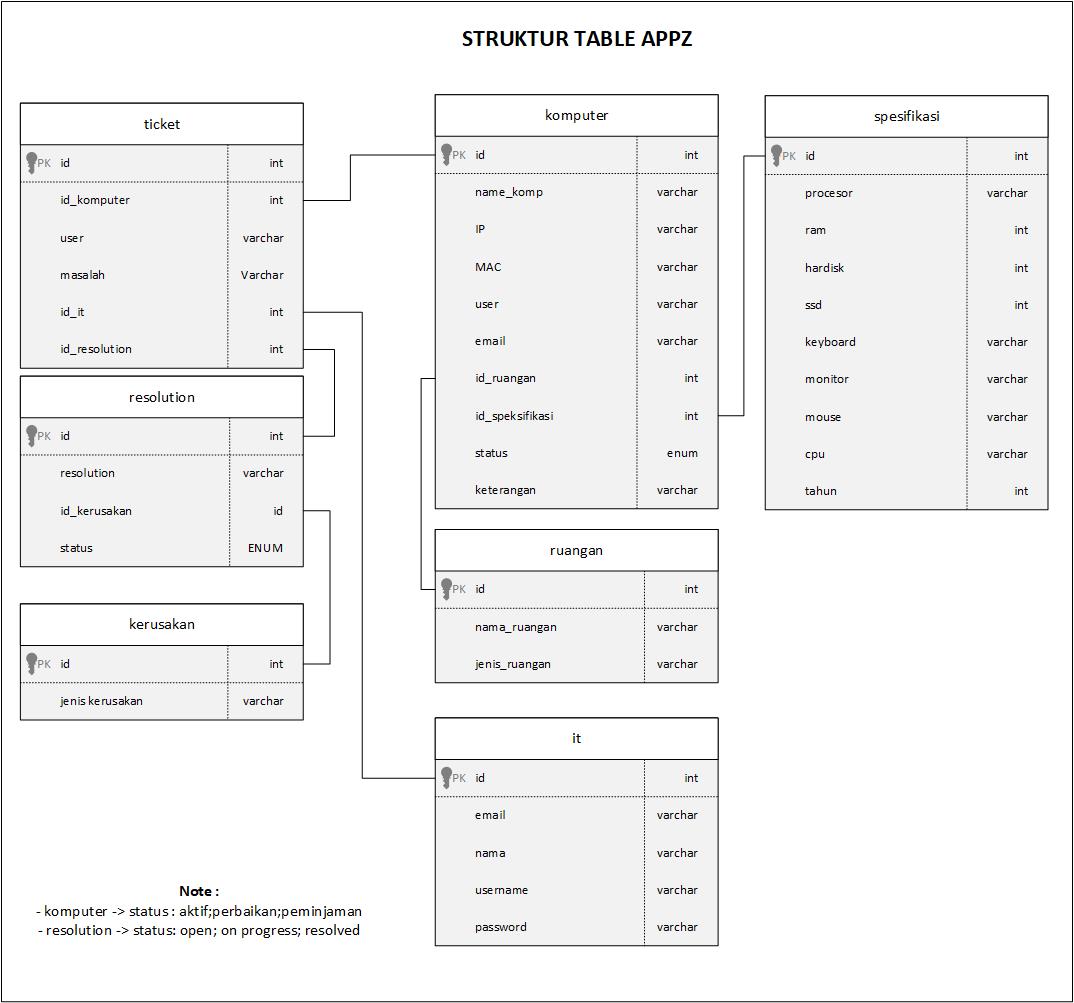 STRUKTUR TABLE APPZ
ticket
PK id int
id_komputer int
user varchar
masalah Varchar
id_it int
id_resolution int
resolution
PK id int
resolution varchar
id_kerusakan id
status ENUM
kerusakan
PK id int
jenis kerusakan varchar
komputer
PK id int
name_komp varchar
IP varchar
MAC varchar
user varchar
email varchar
id_ruangan int
id_speksifikasi int
status enum
keterangan varchar
ruangan
PK id int
nama_ruangan varchar
jenis_ruangan varchar
it
PK id int
email varchar
nama varchar
username varchar
password varchar
spesifikasi
PK id int
procesor varchar
ram int
hardisk int
ssd int
keyboard varchar
monitor varchar
mouse varchar
cpu varchar
tahun int
Note :
- komputer -> status : aktif;perbaikan;peminjaman
- resolution -> status: open; on progress; resolved